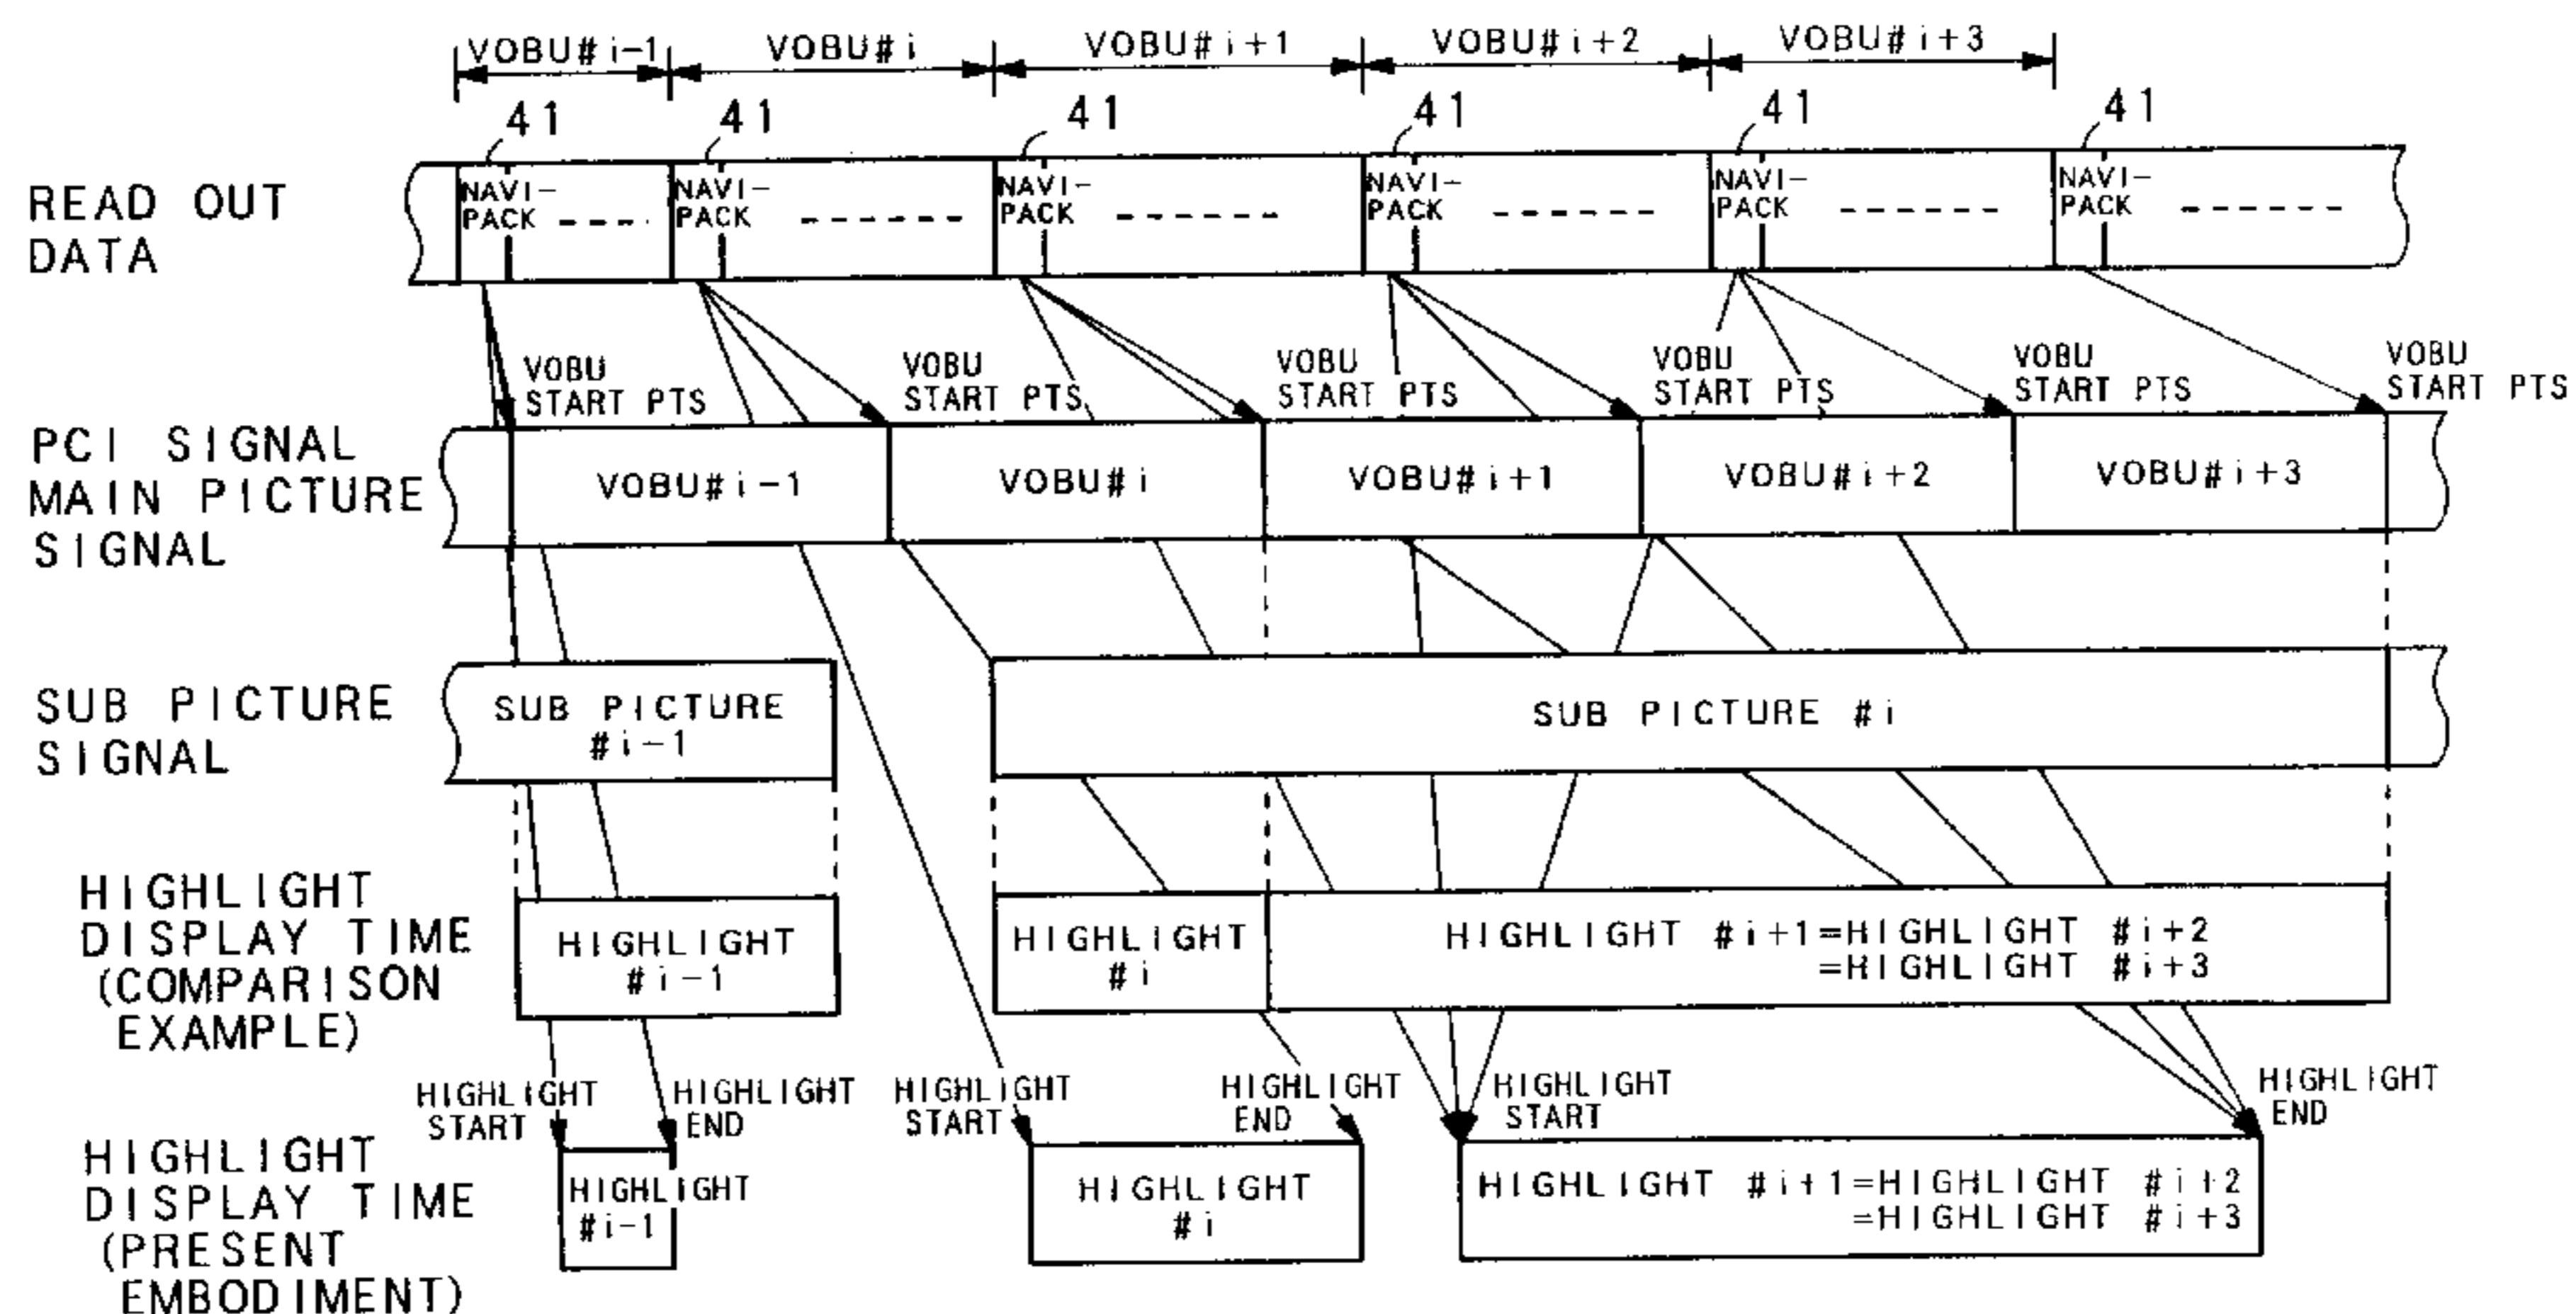 VOBU#i-1 VOBU#i VOBU#i+1 VOBU#i+2 VOBU#i+3
41 41 41 41 41 41
READ OUT
DATA
NAVI-
PACK
NAVI-
PACK
NAVI-
PACK
NAVI-
PACK
NAVI-
PACK
NAVI-
PACK
VOBU
START PTS
VOBU
START PTS
VOBU
START PTS
VOBU
START PTS
VOBU
START PTS
VOBU
START PTS
PCI SIGNAL
MAIN PICTURE
SIGNAL
VOBU#i-1 VOBU#i VOBU#i+1 VOBU#i+2 VOBU#i+3
SUB PICTURE
SIGNAL
SUB PICTURE
#i-1
SUB PICTURE #i
HIGHLIGHT
DISPLAY TIME
(COMPARISON
EXAMPLE)
HIGHLIGHT
#i-1
HIGHLIGHT
#i
HIGHLIGHT #i+1=HIGHLIGHT #i+2
=HIGHLIGHT #i+3
HIGHLIGHT
START
HIGHLIGHT
END
HIGHLIGHT
START
HIGHLIGHT
END
HIGHLIGHT
START
HIGHLIGHT
END
HIGHLIGHT
DISPLAY TIME
(PRESENT
EMBODIMENT)
HIGHLIGHT
#i-1
HIGHLIGHT
#i
HIGHLIGHT #i+1=HIGHLIGHT #i+2
=HIGHLIGHT #i+3